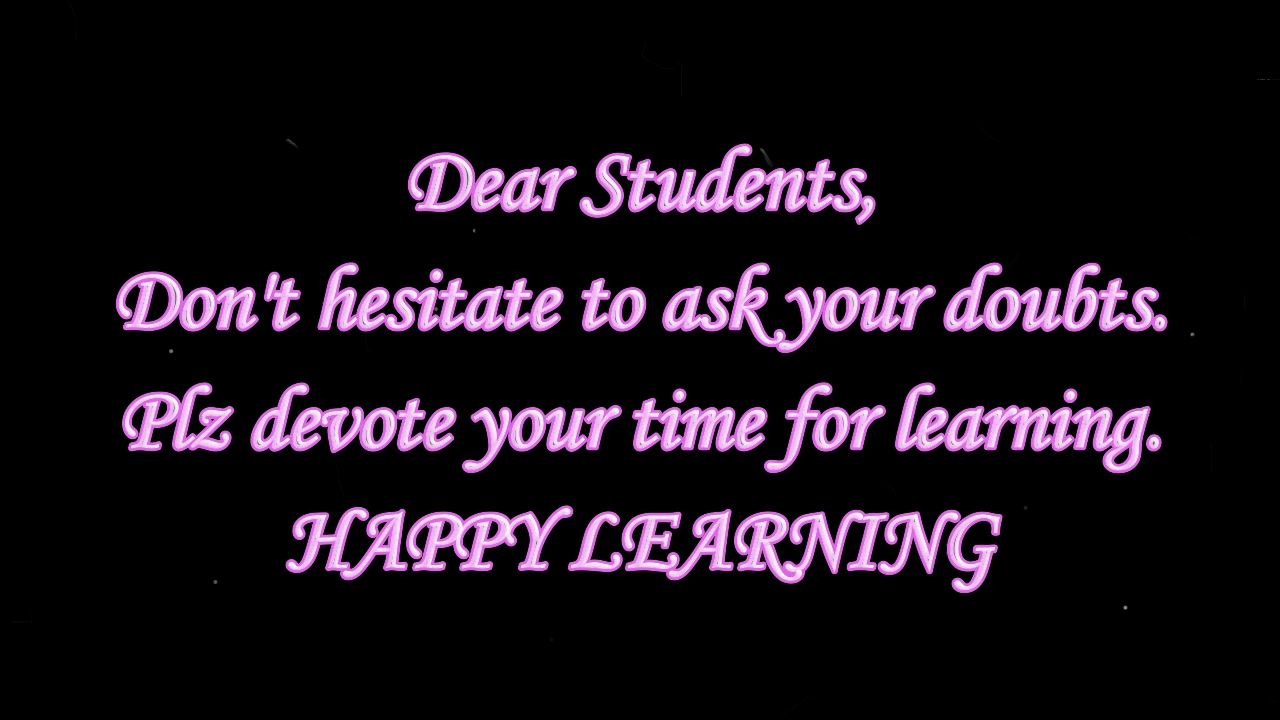 Dear Students,
Don't hesitate to ask your doubts.
Plz devote your time for learning.
HAPPY LEARNING